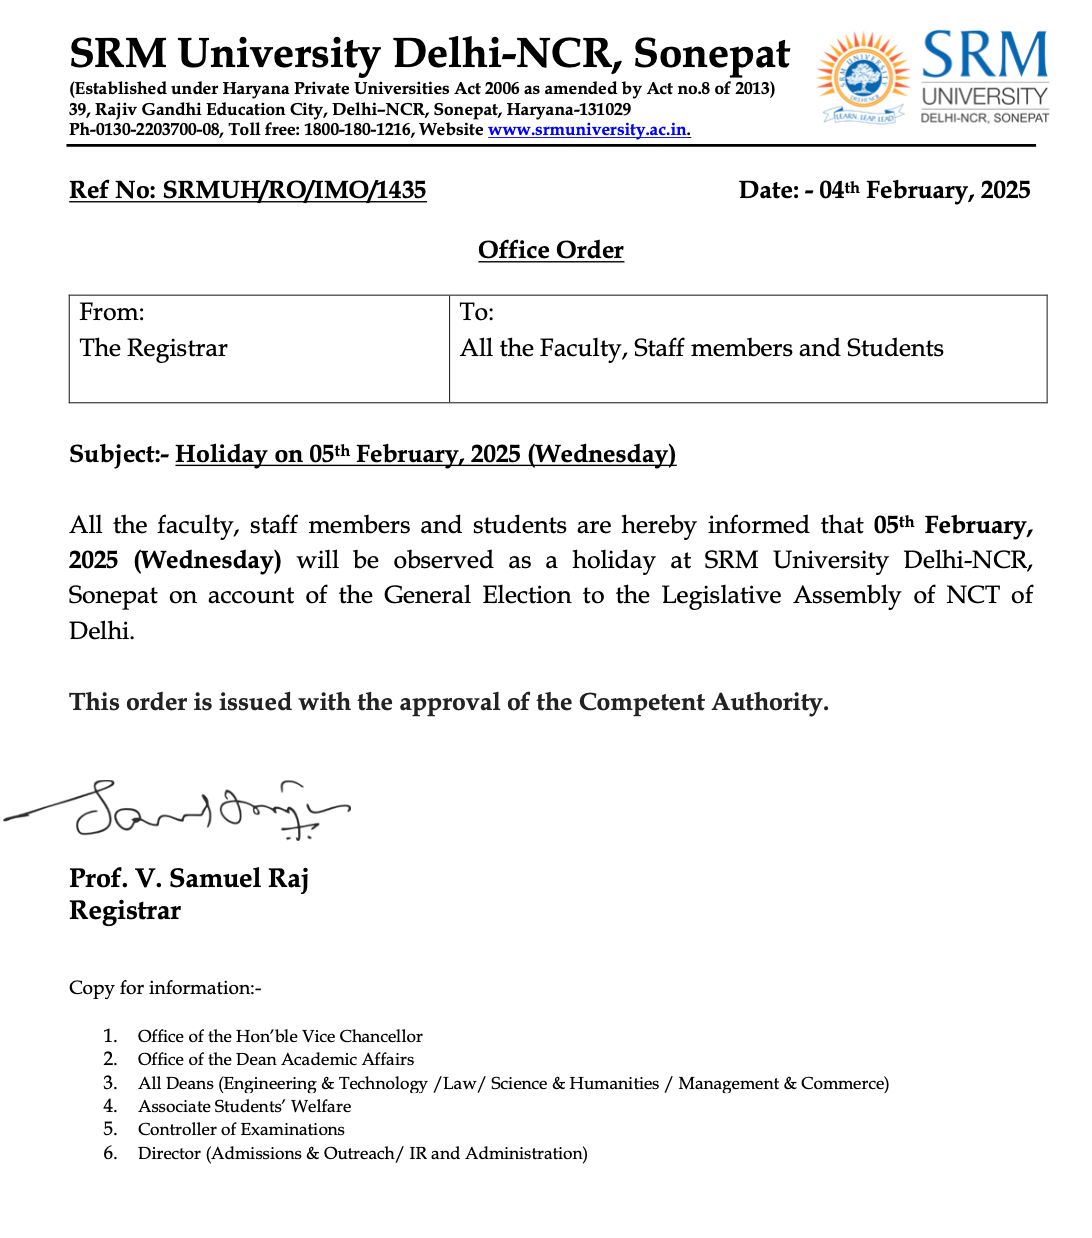 SRM University Delhi-NCR, Sonepat
(Established under Haryana Private Universities Act 2006 as amended by Act no.8 of 2013)
39, Rajiv Gandhi Education City, Delhi–NCR, Sonepat, Haryana-131029
Ph-0130-2203700-08, Toll free: 1800-180-1216, Website www.srmuniversity.ac.in.
SRM UNIVERSITY
DELHI-NCR
LEARN LEAP LEAD
SRM
UNIVERSITY
DELHI-NCR, SONEPAT
Ref No: SRMUH/RO/IMO/1435
Date: - 04th February, 2025
Office Order
From:
The Registrar
To:
All the Faculty, Staff members and Students
Subject:- Holiday on 05th February, 2025 (Wednesday)
All the faculty, staff members and students are hereby informed that 05th February,
2025 (Wednesday) will be observed as a holiday at SRM University Delhi-NCR,
Sonepat on account of the General Election to the Legislative Assembly of NCT of
Delhi.
This order is issued with the approval of the Competent Authority.
Prof. V. Samuel Raj
Registrar
Copy for information:-
1. Office of the Hon’ble Vice Chancellor
2. Office of the Dean Academic Affairs
3. All Deans (Engineering & Technology /Law/ Science & Humanities / Management & Commerce)
4. Associate Students’ Welfare
5. Controller of Examinations
6. Director (Admissions & Outreach/ IR and Administration)